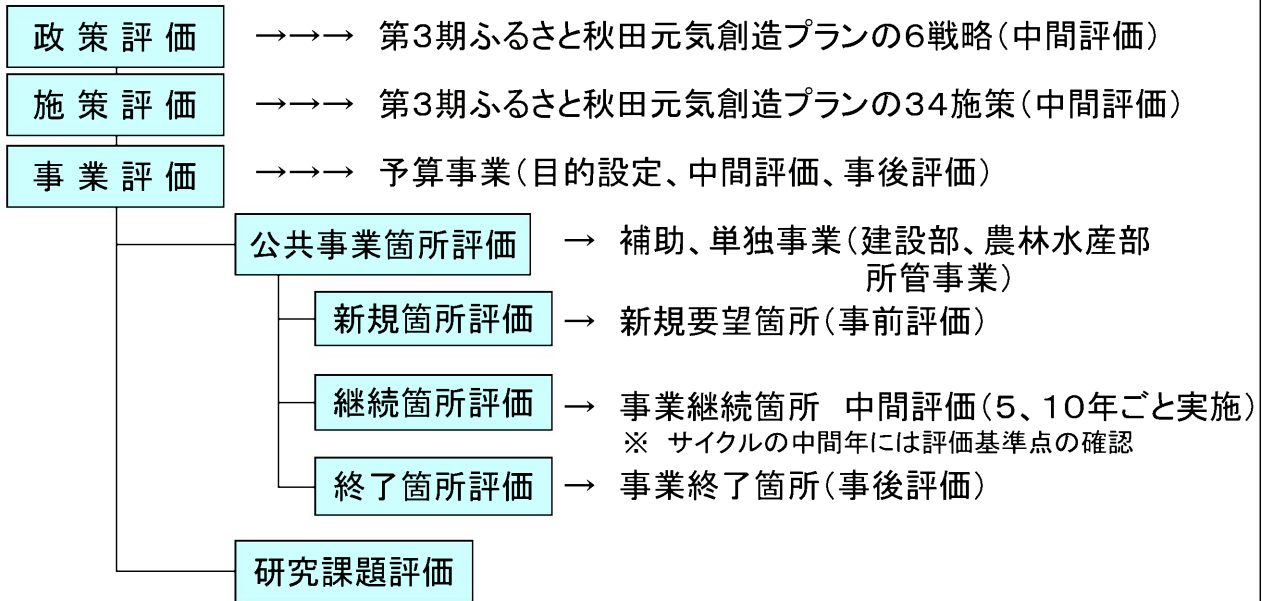 政策評価 →→→ 第3期ふるさと秋田元気創造プランの6戦略(中間評価)
施策評価 →→→ 第3期ふるさと秋田元気創造プランの34施策(中間評価)
事業評価 →→→ 予算事業(目的設定、中間評価、事後評価)
公共事業箇所評価 → 補助、単独事業(建設部、農林水産部
所管事業)
新規箇所評価 → 新規要望箇所(事前評価)
継続箇所評価 → 事業継続箇所 中間評価(5、10年ごと実施)
※ サイクルの中間年には評価基準点の確認
終了箇所評価 → 事業終了箇所(事後評価)
研究課題評価